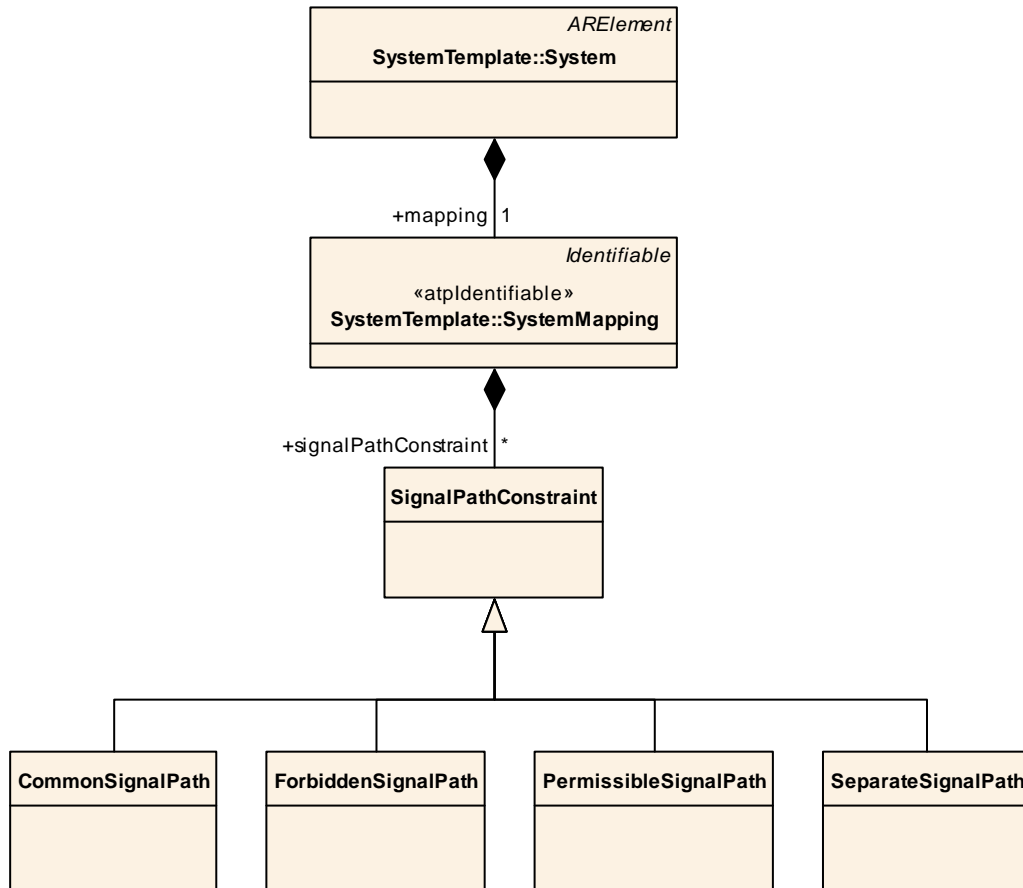 ARElement
SystemTemplate::System
+mapping 1
Identifiable
«atpIdentifiable»
SystemTemplate::SystemMapping
+signalPathConstraint *
SignalPathConstraint
CommonSignalPath ForbiddenSignalPath PermissibleSignalPath SeparateSignalPath